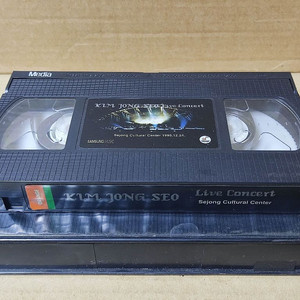 Media
KIM JONG SEO Live Concert
Sejong Cultural Center
KIM JONG SEO
Live Concert
Sejong Cultural Center